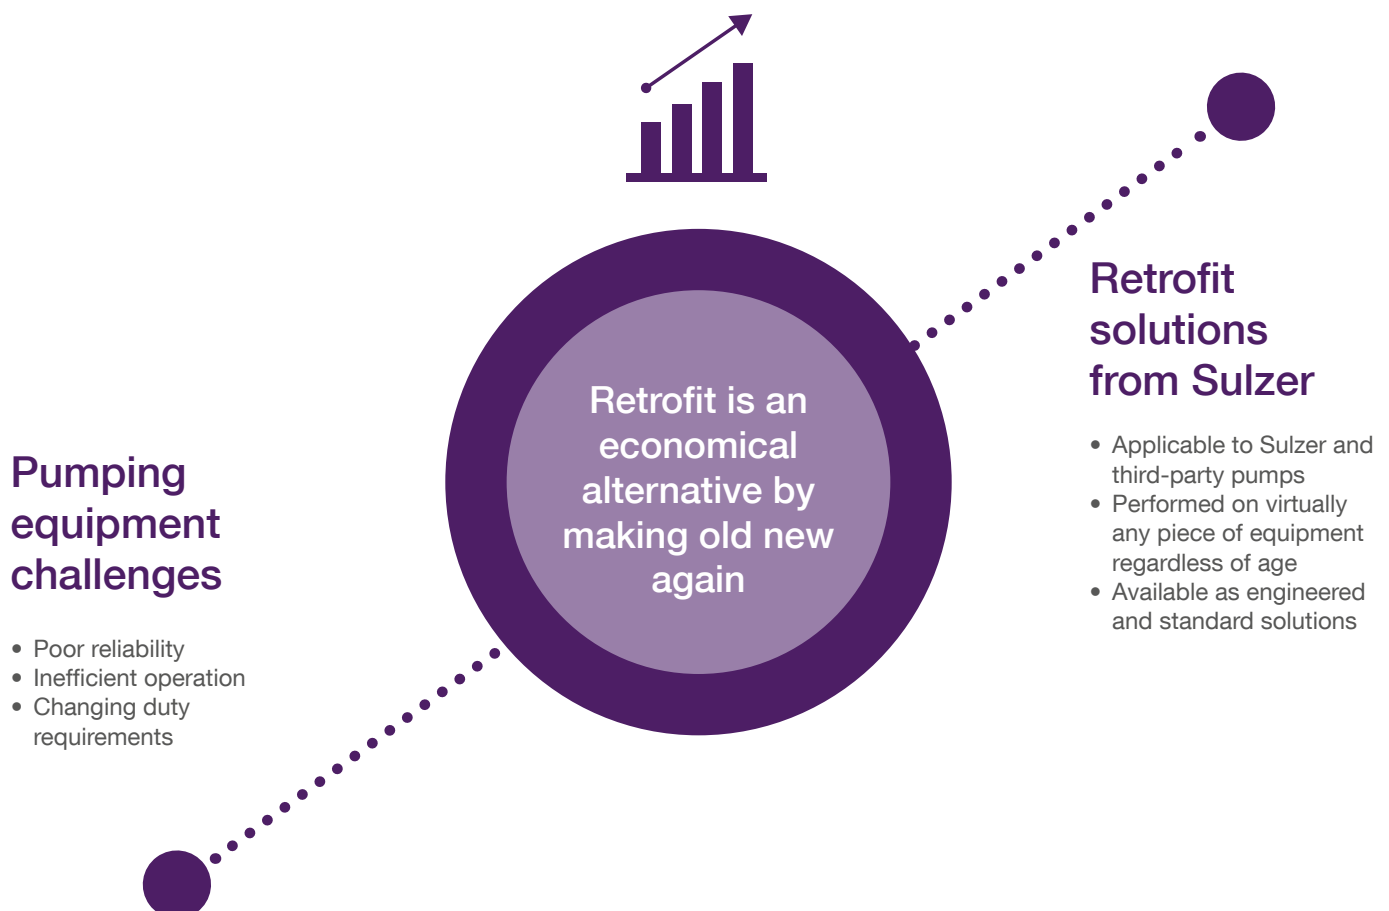 Retrofit is an
economical
alternative by
making old new
again
Pumping
equipment
challenges
• Poor reliability
• Inefficient operation
• Changing duty
requirements
Retrofit
solutions
from Sulzer
• Applicable to Sulzer and
third-party pumps
• Performed on virtually
any piece of equipment
regardless of age
• Available as engineered
and standard solutions